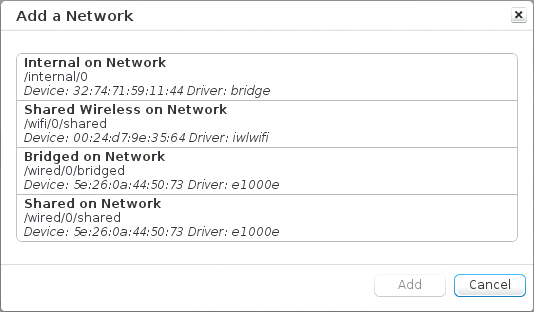 Add a Network
Internal on Network
/internal/0
Device: 32:74:71:59:11:44 Driver: bridge
Shared Wireless on Network
/wifi/0/shared
Device: 00:24:d7:9e:35:64 Driver: iwlwifi
Bridged on Network
/wired/0/bridged
Device: 5e:26:0a:44:50:73 Driver: e1000e
Shared on Network
/wired/0/shared
Device: 5e:26:0a:44:50:73 Driver: e1000e
Add
Cancel